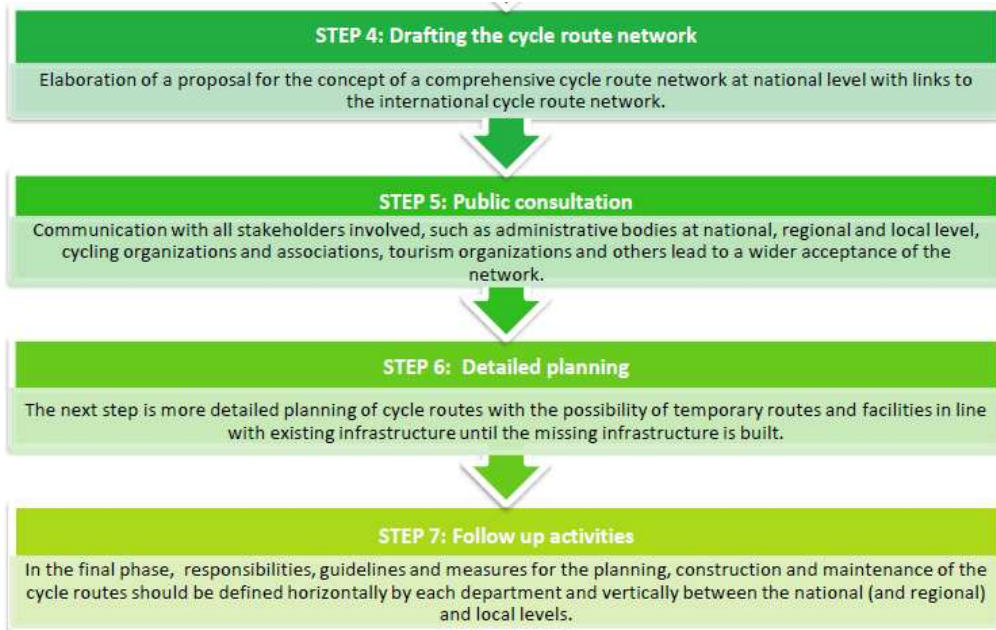 STEP 4: Drafting the cycle route network
Elaboration of a proposal for the concept of a comprehensive cycle route network at national level with links to
the international cycle route network.
STEP 5: Public consultation
Communication with all stakeholders involved, such as administrative bodies at national, regional and local level,
cycling organizations and associations, tourism organizations and others lead to a wider acceptance of the
network.
STEP 6:  Detailed planning
The next step is more detailed planning of cycle routes with the possibility of temporary routes and facilities in line
with existing infrastructure until the missing infrastructure is built.
STEP 7: Follow up activities
In the final phase,  responsibilities, guidelines and measures for the planning, construction and maintenance of the
cycle routes should be defined horizontally by each department and vertically between the national (and regional)
and local levels.